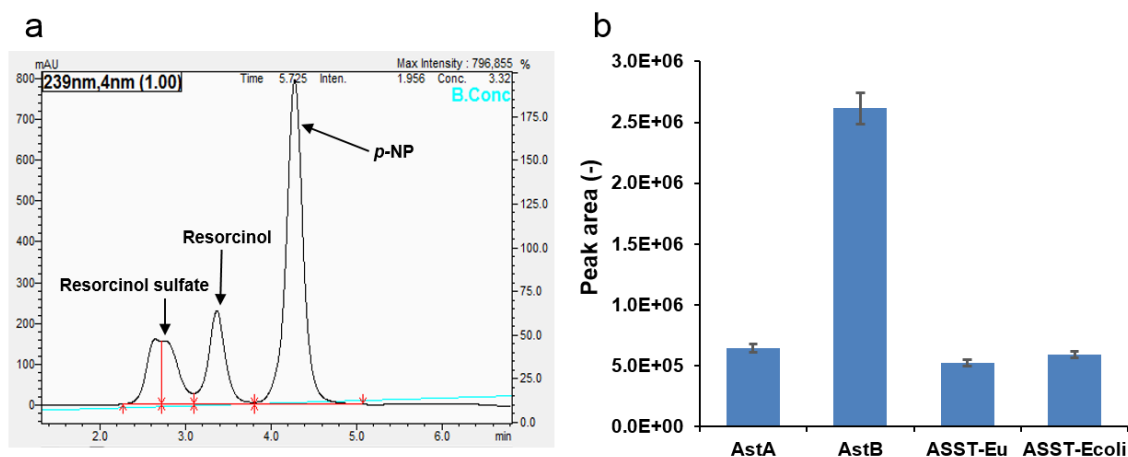 a
mAU
Max Intensity : 796,855 %
239nm,4nm (1.00)
Time 5.725 Inten. 1.956 Conc. 3.32
B.Conc
800
700
600
500
400
300
200
100
0
175.0
150.0
125.0
100.0
75.0
50.0
25.0
0.0
p-NP
Resorcinol
Resorcinol sulfate
2.0 3.0 4.0 5.0 6.0 min
b
Peak area (-)
3.0E+06
2.5E+06
2.0E+06
1.5E+06
1.0E+06
5.0E+05
0.0E+00
AstA AstB ASST-Eu ASST-Ecoli